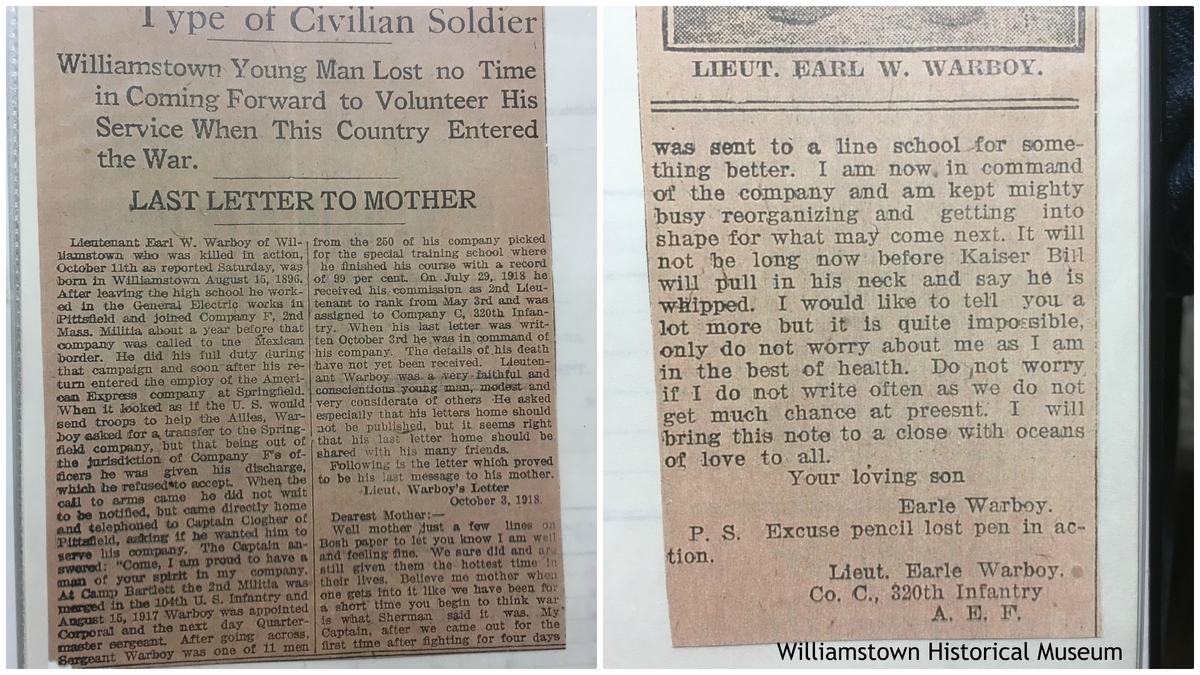 Type of Civilian Soldier
Williamstown Young Man Lost no Time
in Coming Forward to Volunteer His
Service When This Country Entered
the War.
LAST LETTER TO MOTHER
Lieutenant Earl W. Warboy of Wil-
liamstown who was killed in action,
October 11th as reported Saturday, was
born in Williamstown August 15, 1896.
After leaving the high school he work-
ed in the General Electric works in
Pittsfield and joined Company F, 2nd
Mass. Militia about a year before that
company was called to tne Mexican
border. He did his full duty during
that campaign and soon after his re-
turn entered the employ of the Ameri-
can Express company at Springfield.
When it looked as if the U. S. would
send troops to help the Allies, War-
boy asked for a transfer to the Spring-
field company, but that being out of
the jurisdiction of Company F's of-
ficers he was given his discharge,
which he refused to accept. When the
call to arms came he did not wait
to be notified, but came directly home
and telephoned to Captain Clogher of
Pittsfield, asking if he wanted him to
serve his company. The Captain an-
swered: "Come, I am proud to have a
man of your spirit in my company.
At Camp Bartlett the 2nd Militia was
merged in the 104th U. S. Infantry and
August 15, 1917 Warboy was appointed
Corporal and the next day Quarter-
master sergeant. After going across,
Sergeant Warboy was one of 11 men
from the 250 of his company picked
for the special training school where
he finished his course with a record
of 99 per cent. On July 29, 1918 he
received his commission as 2nd Lieu-
tenant to rank from May 3rd and was
assigned to Company C, 320th Infan-
try. When his last letter was writ-
ten October 3rd he was in command of
his company. The details of his death
have not yet been received. Lieuten-
ant Warboy was a very faithful and
conscientious young man, modest and
very considerate of others He asked
especially that his letters home should
not be published, but it seems right
that his last letter home should be
shared with his many friends.
Following is the letter which proved
to be his last message to his mother.
Lieut. Warboy's Letter
October 3, 1918.
Dearest Mother:—
Well mother just a few lines on
Bosh paper to let you know I am well
and feeling fine. We sure did and are
still given them the hottest time in
their lives. Believe me mother when
one gets into it like we have been for
a short time you begin to think war
is what Sherman said it was. My
Captain, after we came out for the
first time after fighting for four days
LIEUT. EARL W. WARBOY.
was sent to a line school for some-
thing better. I am now in command
of the company and am kept mighty
busy reorganizing and getting into
shape for what may come next. It will
not be long now before Kaiser Bill
will pull in his neck and say he is
whipped. I would like to tell you a
lot more but it is quite impossible,
only do not worry about me as I am
in the best of health. Do not worry
if I do not write often as we do not
get much chance at preesnt. I will
bring this note to a close with oceans
of love to all.
Your loving son
Earle Warboy.
P. S. Excuse pencil lost pen in ac-
tion.
Lieut. Earle Warboy.
Co. C., 320th Infantry
A. E. F.
Williamstown Historical Museum